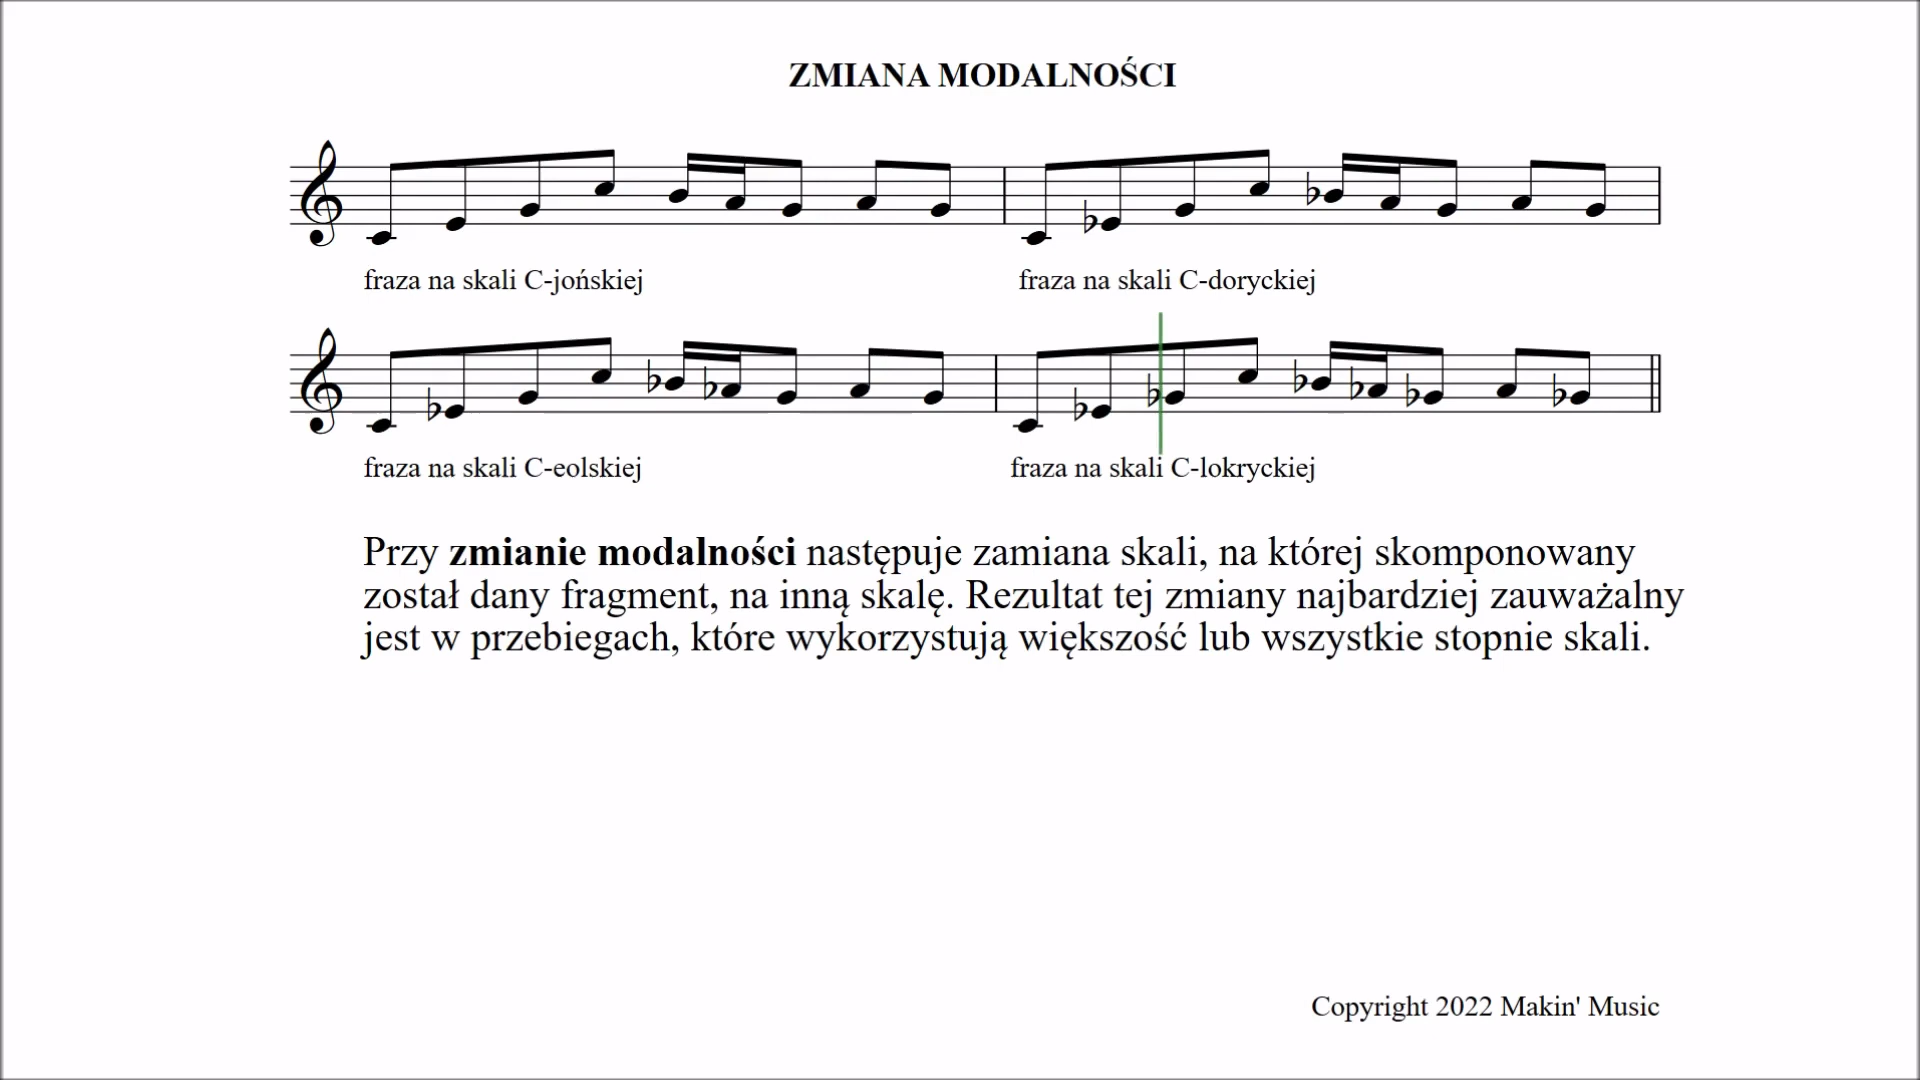 ZMIANA MODALNOŚCI
fraza na skali C-jońskiej
fraza na skali C-doryckiej
fraza na skali C-eolskiej
fraza na skali C-lokryckiej
Przy zmianie modalności następuje zamiana skali, na której skomponowany
został dany fragment, na inną skalę. Rezultat tej zmiany najbardziej zauważalny
jest w przebiegach, które wykorzystują większość lub wszystkie stopnie skali.
Copyright 2022 Makin' Music